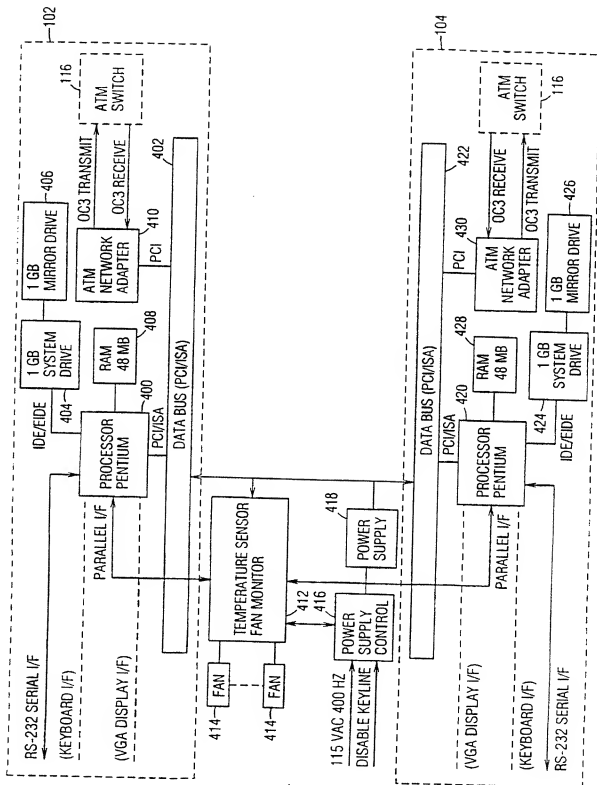 102
RS-232 SERIAL I/F
(KEYBOARD I/F)
(VGA DISPLAY I/F)
PARALLEL I/F
IDE/EIDE
1 GB
SYSTEM
DRIVE
404
1 GB
MIRROR DRIVE
406
PROCESSOR
PENTIUM
400
RAM
48 MB
408
ATM
NETWORK
ADAPTER
410
OC3 TRANSMIT
OC3 RECEIVE
116
ATM
SWITCH
PCI/ISA
PCI
DATA BUS (PCI/ISA)
402
FAN
FAN
414
414
TEMPERATURE SENSOR
FAN MONITOR
412
416
POWER
SUPPLY
CONTROL
418
POWER
SUPPLY
115 VAC 400 HZ
DISABLE KEYLINE
104
DATA BUS (PCI/ISA)
422
PCI/ISA
PCI
420
PROCESSOR
PENTIUM
428
RAM
48 MB
430
ATM
NETWORK
ADAPTER
OC3 RECEIVE
OC3 TRANSMIT
ATM
SWITCH
116
424
1 GB
SYSTEM
DRIVE
1 GB
MIRROR DRIVE
426
IDE/EIDE
PARALLEL I/F
(VGA DISPLAY I/F)
(KEYBOARD I/F)
RS-232 SERIAL I/F